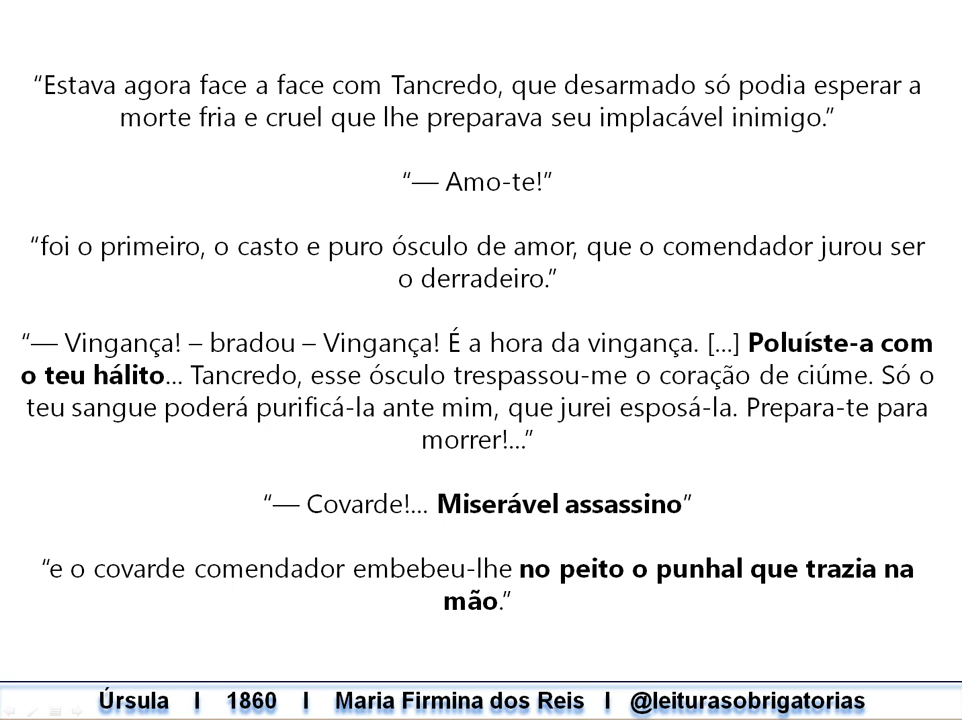 “Estava agora face a face com Tancredo, que desarmado só podia esperar a
morte fria e cruel que lhe preparava seu implacável inimigo.”
“— Amo-te!”
“foi o primeiro, o casto e puro ósculo de amor, que o comendador jurou ser
o derradeiro.”
“— Vingança! – bradou – Vingança! É a hora da vingança. [...] Poluíste-a com
o teu hálito... Tancredo, esse ósculo trespassou-me o coração de ciúme. Só o
teu sangue poderá purificá-la ante mim, que jurei esposá-la. Prepara-te para
morrer!...”
“— Covarde!... Miserável assassino”
“e o covarde comendador embebeu-lhe no peito o punhal que trazia na
mão.”
Úrsula I 1860 I Maria Firmina dos Reis I @leiturasobrigatorias